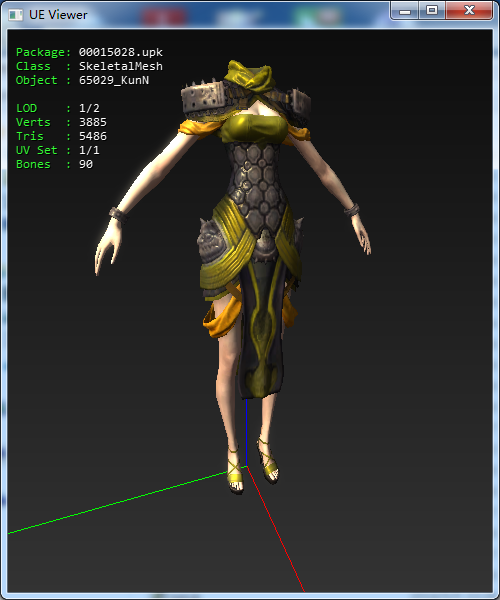 UE Viewer
Package: 00015028.upk
Class : SkeletalMesh
Object : 65029_KunN
LOD : 1/2
Verts : 3885
Tris : 5486
UV Set : 1/1
Bones : 90